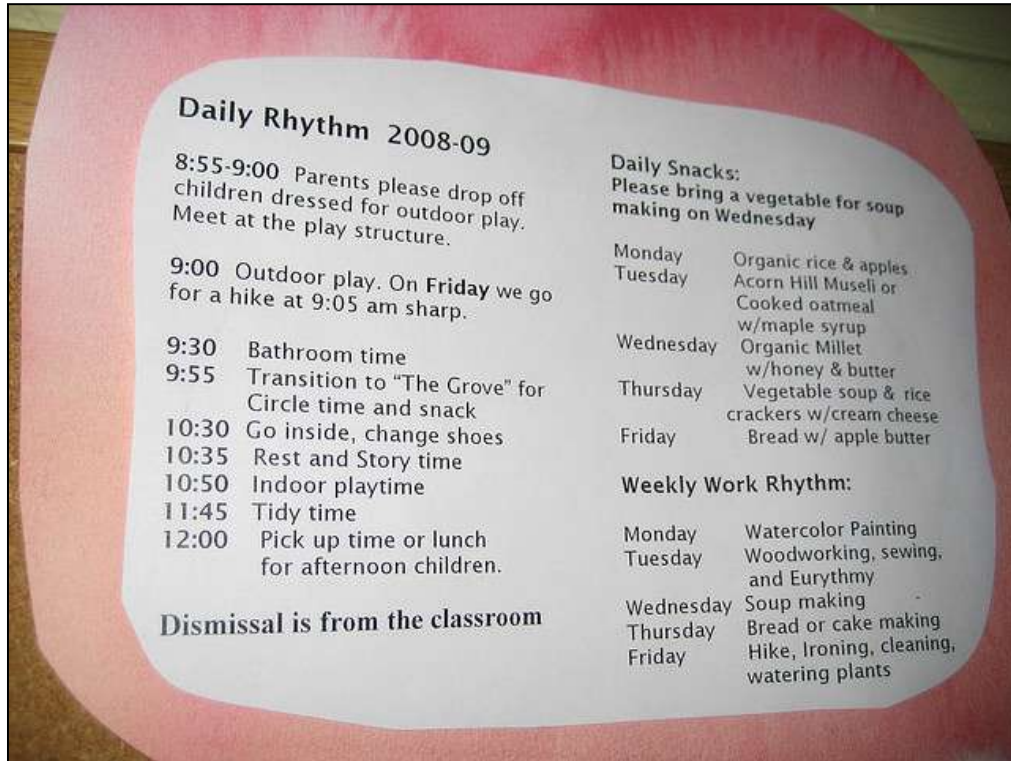 Daily Rhythm 2008-09
8:55-9:00 Parents please drop off
children dressed for outdoor play.
Meet at the play structure.
9:00 Outdoor play. On Friday we go
for a hike at 9:05 am sharp.
9:30 Bathroom time
9:55 Transition to “The Grove” for
Circle time and snack
10:30 Go inside, change shoes
10:35 Rest and Story time
10:50 Indoor playtime
11:45 Tidy time
12:00 Pick up time or lunch
for afternoon children.
Dismissal is from the classroom
Daily Snacks:
Please bring a vegetable for soup
making on Wednesday
Monday Organic rice & apples
Tuesday Acorn Hill Museli or
Cooked oatmeal
w/maple syrup
Wednesday Organic Millet
w/honey & butter
Thursday Vegetable soup & rice
crackers w/cream cheese
Friday Bread w/ apple butter
Weekly Work Rhythm:
Monday Watercolor Painting
Tuesday Woodworking, sewing,
and Eurythmy
Wednesday Soup making
Thursday Bread or cake making
Friday Hike, Ironing, cleaning,
watering plants